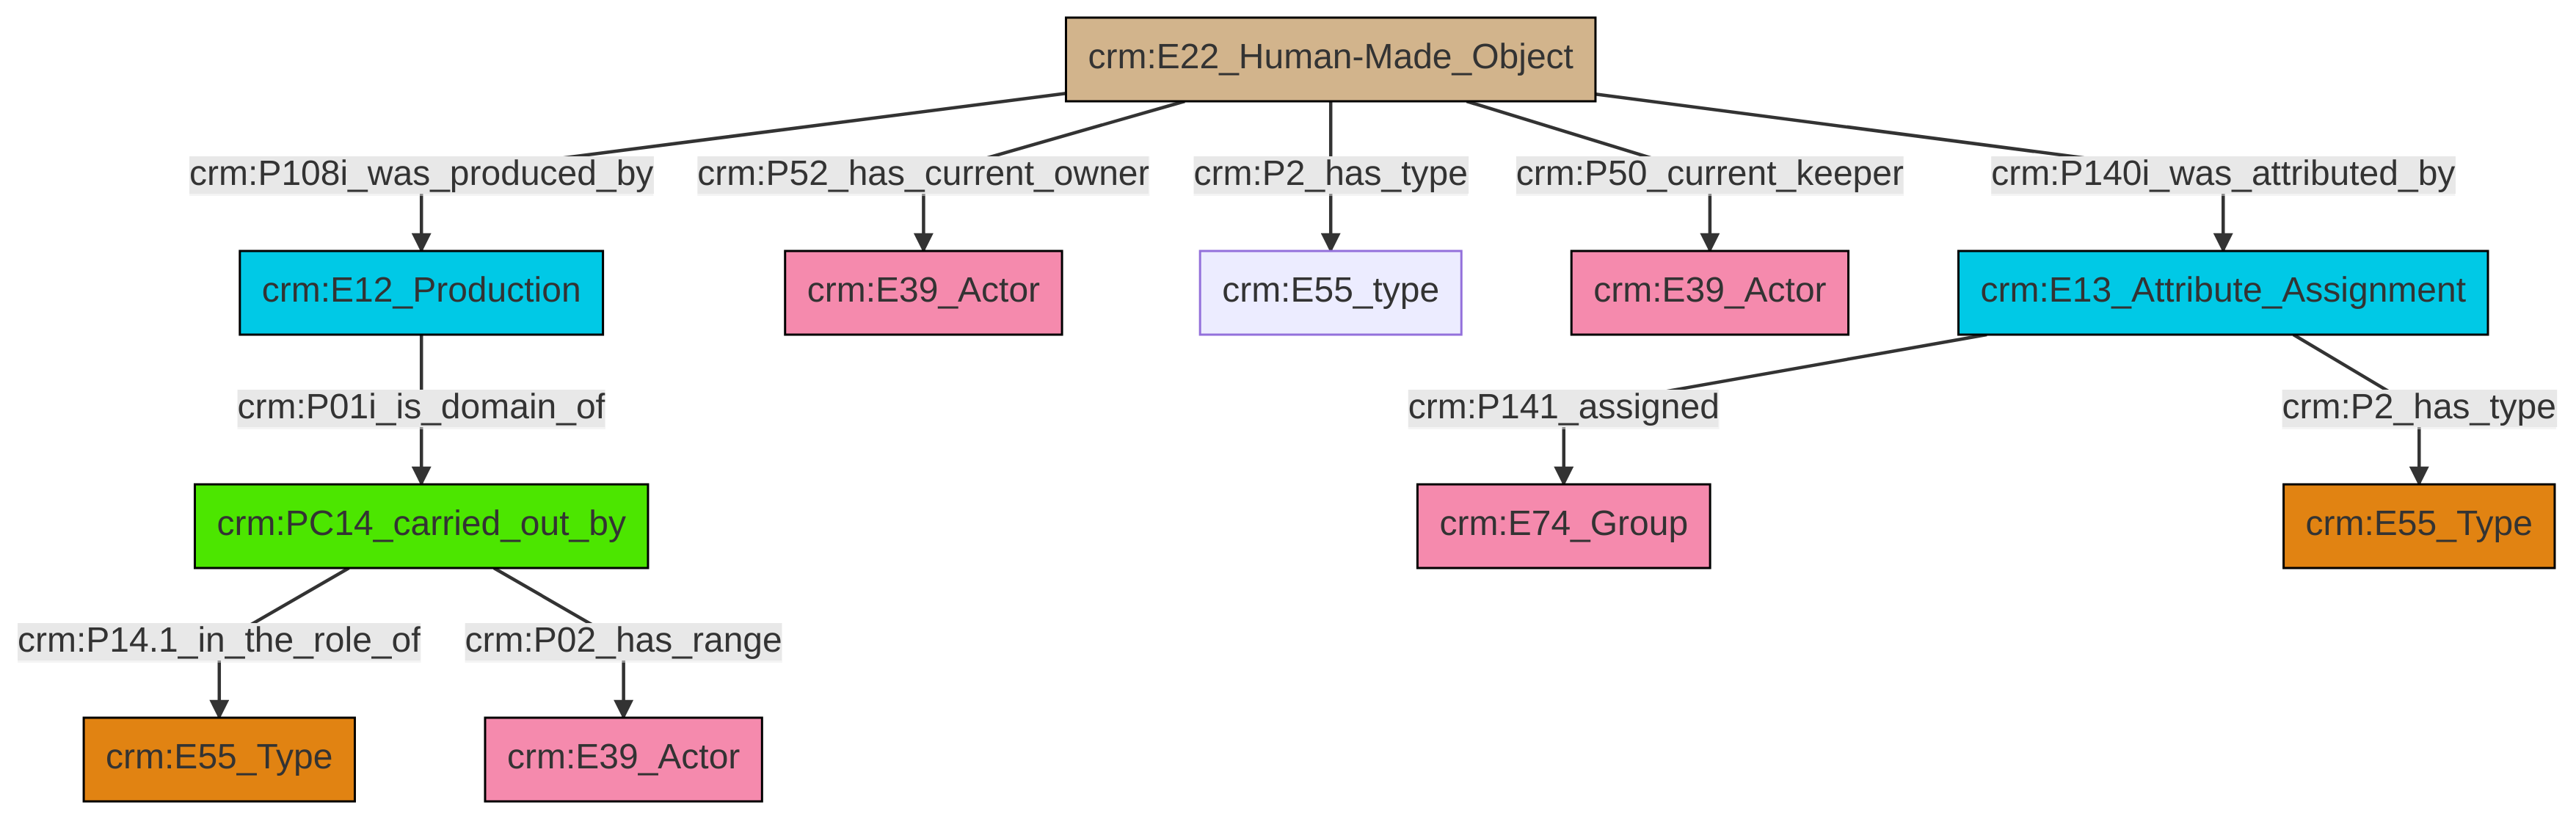 crm:E22_Human-Made_Object
crm:P108i_was_produced_by
crm:P52_has_current_owner
crm:P2_has_type
crm:P50_current_keeper
crm:P140i_was_attributed_by
crm:E12_Production
crm:E39_Actor
crm:E55_type
crm:E39_Actor
crm:E13_Attribute_Assignment
crm:P01i_is_domain_of
crm:P141_assigned
crm:P2_has_type
crm:PC14_carried_out_by
crm:E74_Group
crm:E55_Type
crm:P14.1_in_the_role_of
crm:P02_has_range
crm:E55_Type
crm:E39_Actor